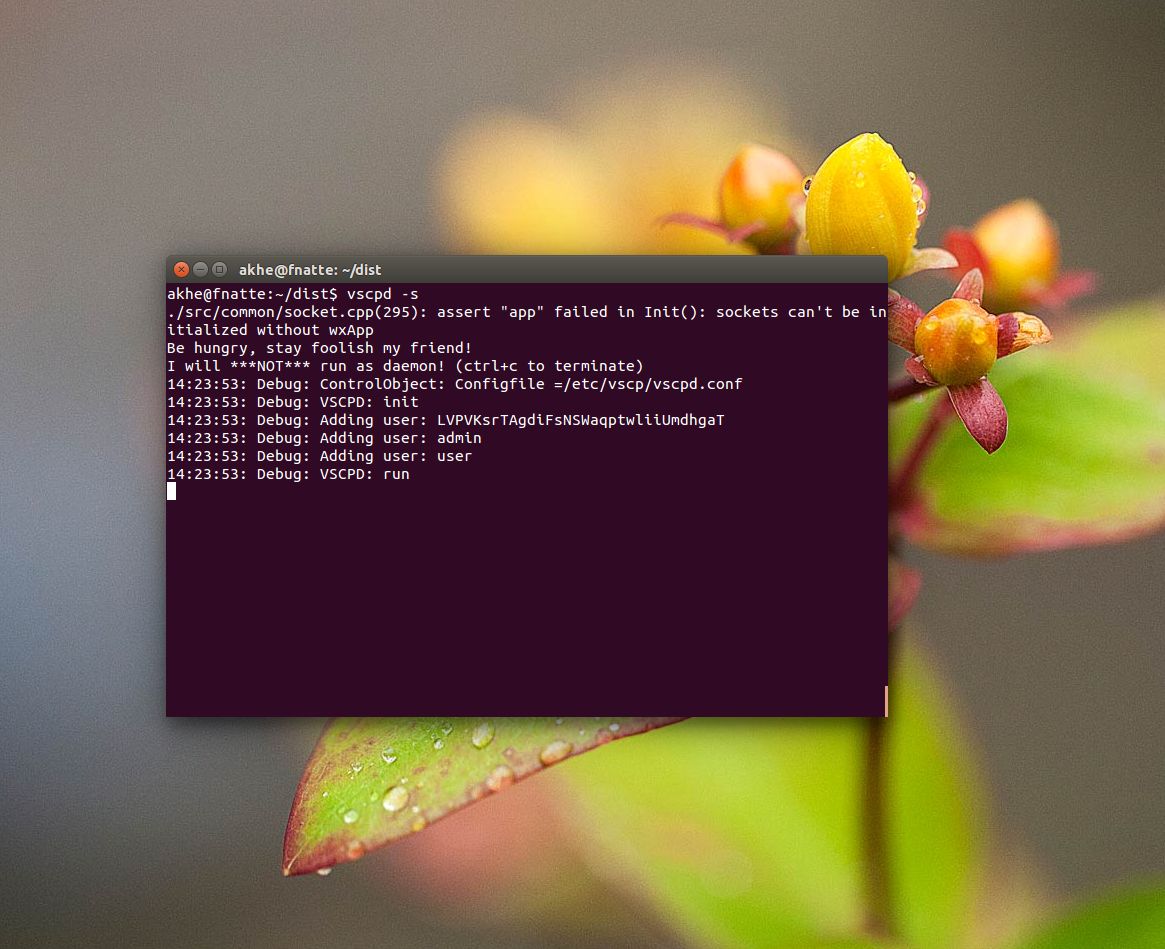 akhe@fnatte: ~/dist
akhe@fnatte:~/dist$ vscpd -s
./src/common/socket.cpp(295): assert "app" failed in Init(): sockets can't be in
itialized without wxApp
Be hungry, stay foolish my friend!
I will ***NOT*** run as daemon! (ctrl+c to terminate)
14:23:53: Debug: ControlObject: Configfile =/etc/vscp/vscpd.conf
14:23:53: Debug: VSCPD: init
14:23:53: Debug: Adding user: LVPVKsrTAgdiFsNSWaqptwliiUmdhgaT
14:23:53: Debug: Adding user: admin
14:23:53: Debug: Adding user: user
14:23:53: Debug: VSCPD: run